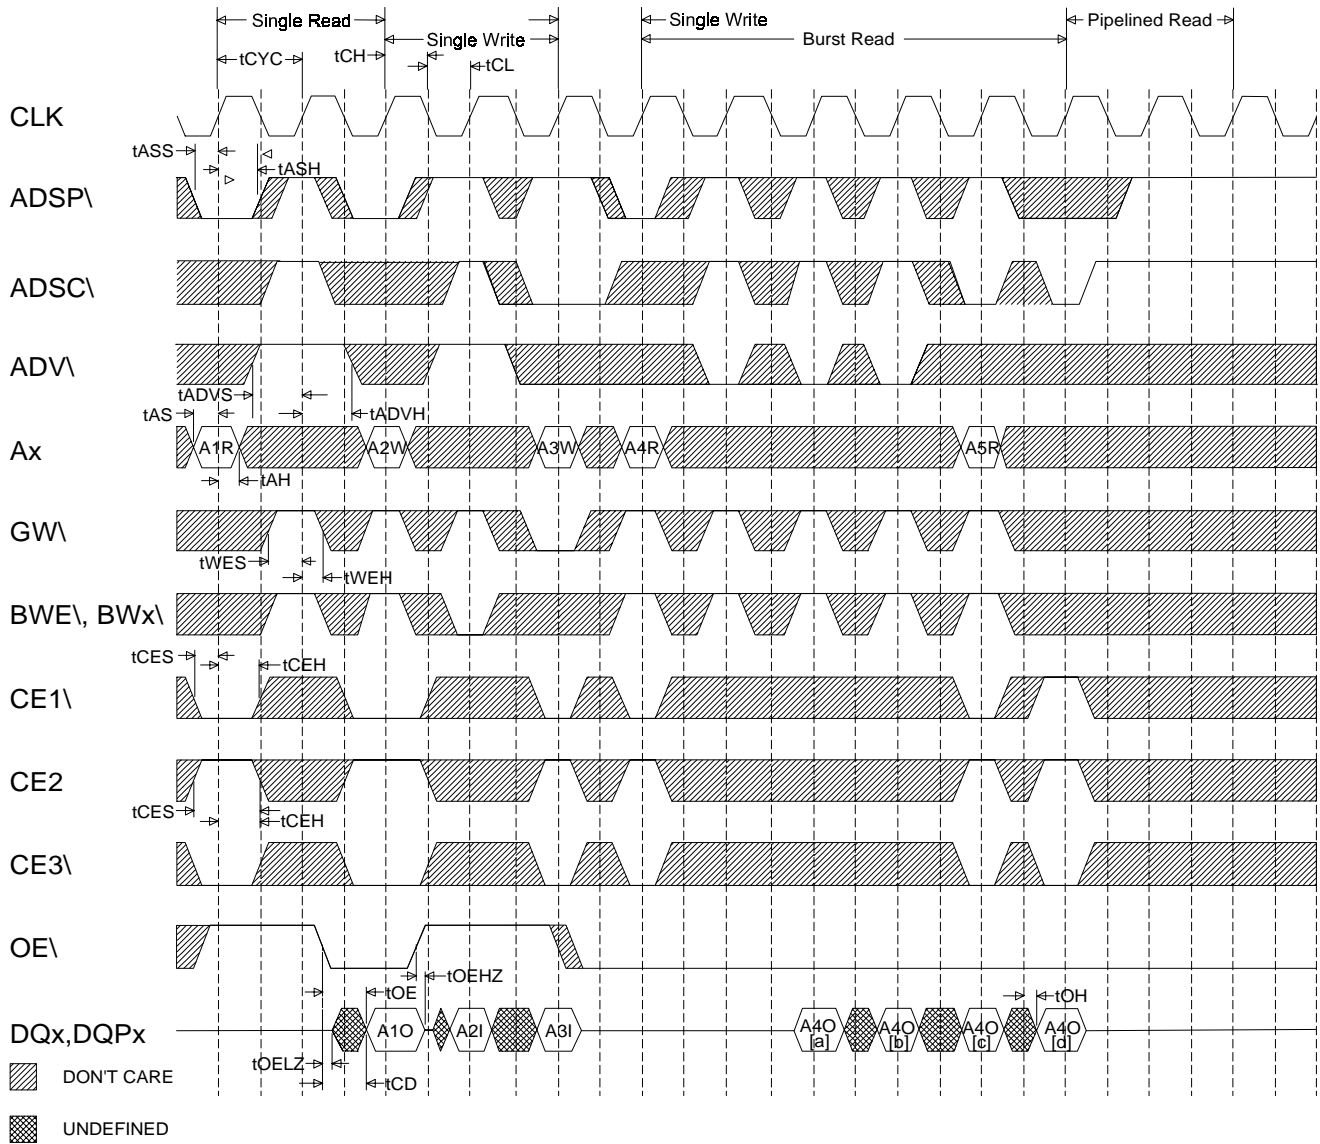 Single Read
Single Write
Pipelined Read
Single Write
Burst Read
tCYC
tCH
tCL
CLK
tASS
tASH
ADSP\
ADSC\
ADV\
tADVS
tAS
tADVH
Ax
A1R
A2W
A3W
A4R
A5R
tAH
GW\
tWES
tWEH
BWE\, BWx\
tCES
tCEH
CE1\
CE2
tCES
tCEH
CE3\
OE\
tOEHZ
tOE
tOH
DQx,DQPx
A1O
A2I
A3I
A4O
[a]
A4O
[b]
A4O
[c]
A4O
[d]
tOELZ
tCD
DON'T CARE
UNDEFINED